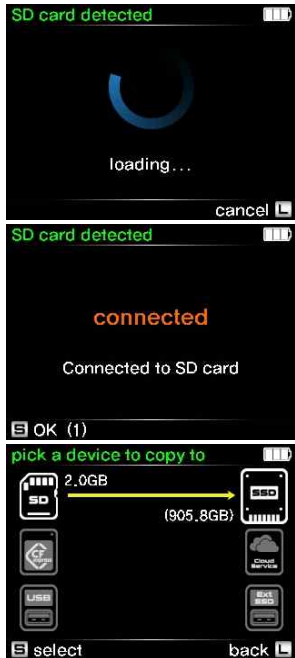 SD card detected
loading...
cancel L
SD card detected
connected
Connected to SD card
S OK (1)
pick a device to copy to
SD
2.0GB
SSD
(905.8GB)
CF
Cloud
Service
USB
Ext
SSD
S select
back L